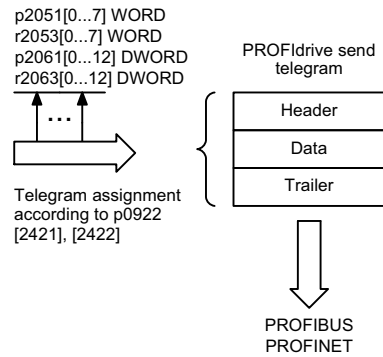 p2051[0...7] WORD
r2053[0...7] WORD
p2061[0...12] DWORD
r2063[0...12] DWORD
...
Telegram assignment
according to p0922
[2421], [2422]
PROFIdrive send
telegram
Header
Data
Trailer
PROFIBUS
PROFINET